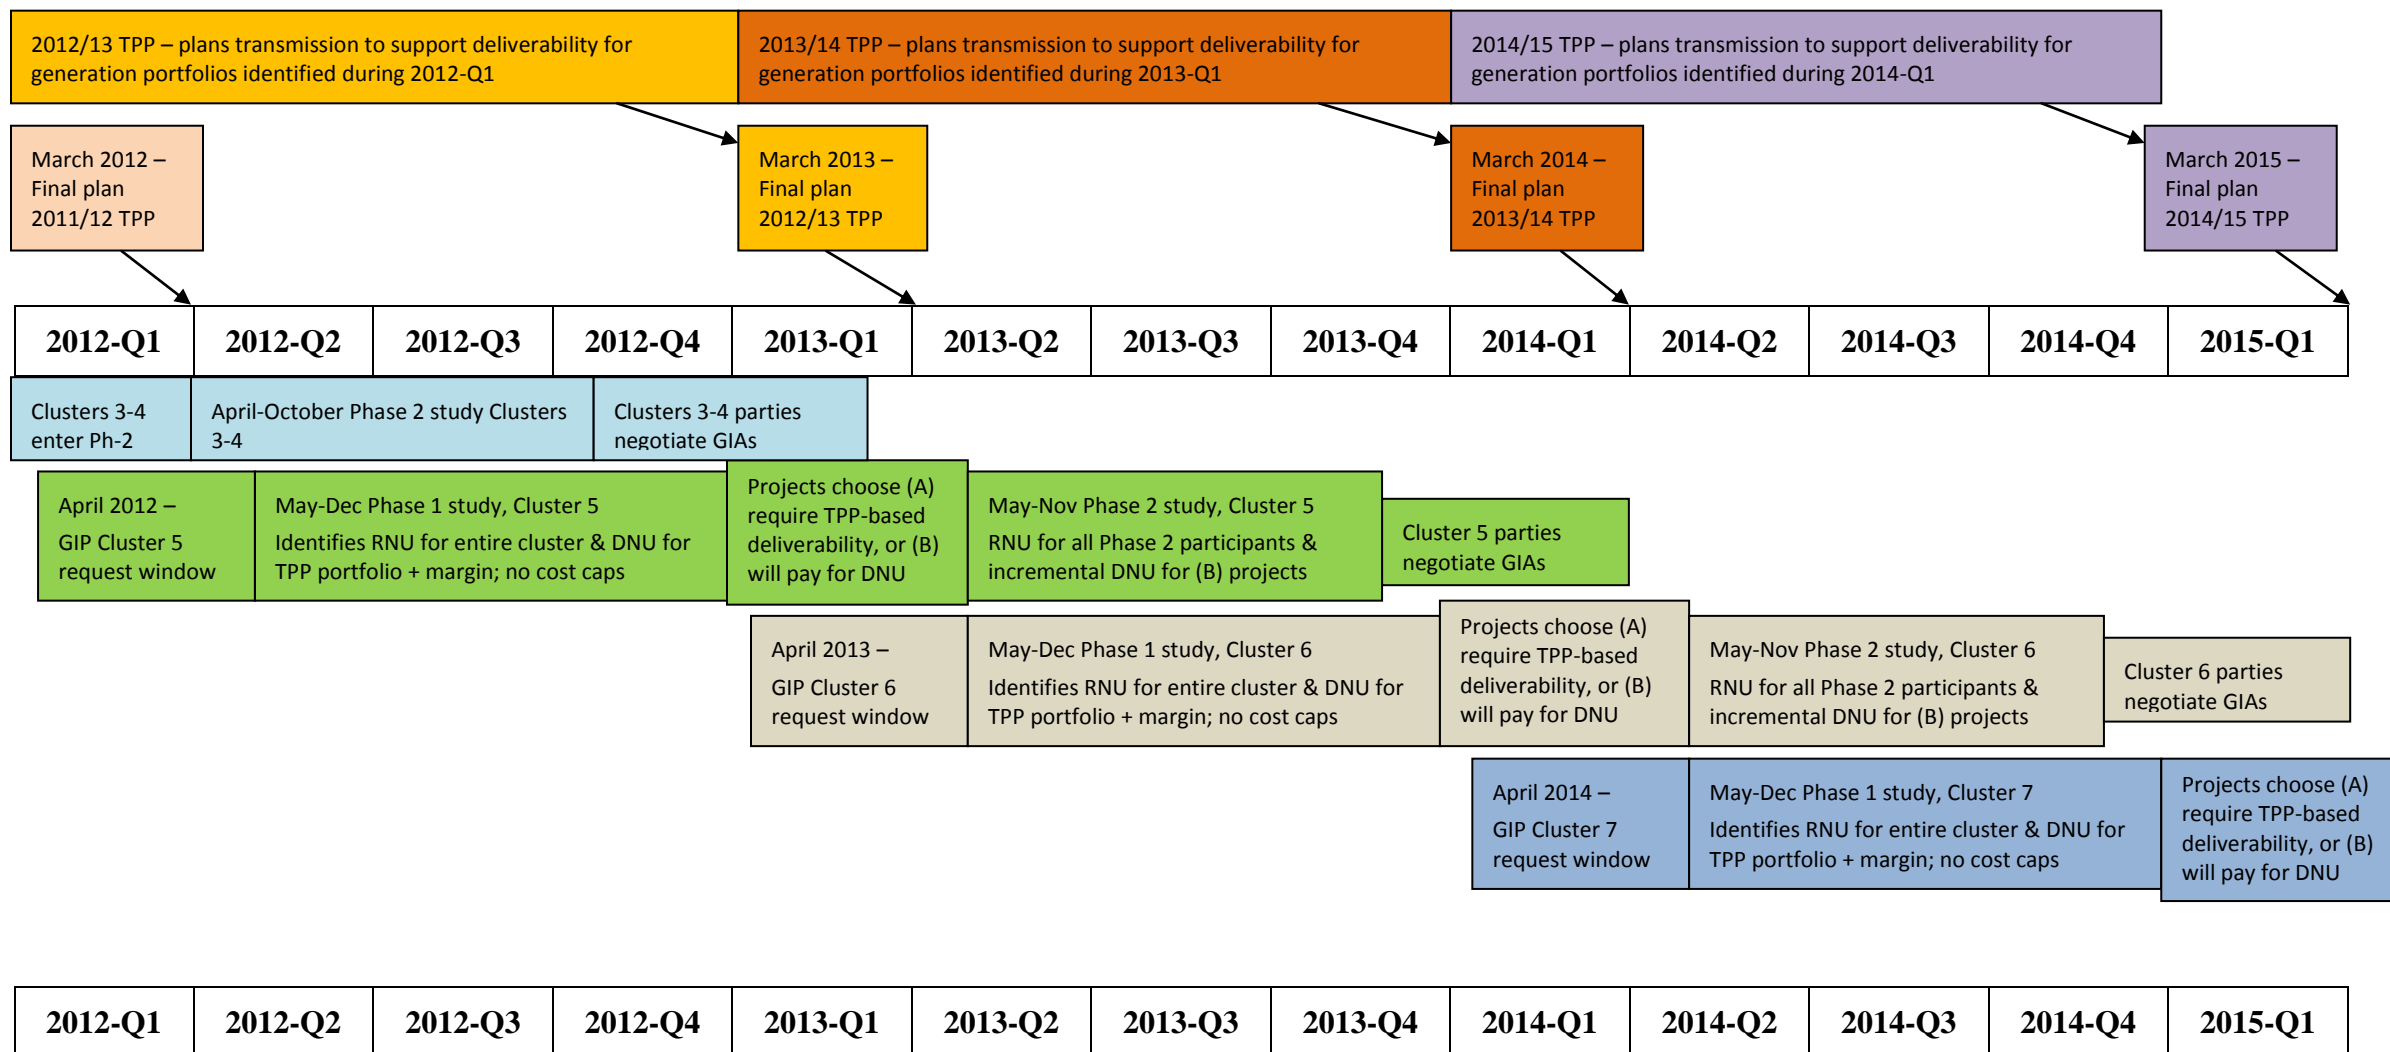 2012/13 TPP – plans transmission to support deliverability for
generation portfolios identified during 2012-Q1
2013/14 TPP – plans transmission to support deliverability for
generation portfolios identified during 2013-Q1
2014/15 TPP – plans transmission to support deliverability for
generation portfolios identified during 2014-Q1
March 2012 –
Final plan
2011/12 TPP
March 2013 –
Final plan
2012/13 TPP
March 2014 –
Final plan
2013/14 TPP
March 2015 –
Final plan
2014/15 TPP
2012-Q1 2012-Q2 2012-Q3 2012-Q4 2013-Q1 2013-Q2 2013-Q3 2013-Q4 2014-Q1 2014-Q2 2014-Q3 2014-Q4 2015-Q1
Clusters 3-4
enter Ph-2
April-October Phase 2 study Clusters
3-4
Clusters 3-4 parties
negotiate GIAs
April 2012 –
GIP Cluster 5
request window
May-Dec Phase 1 study, Cluster 5
Identifies RNU for entire cluster & DNU for
TPP portfolio + margin; no cost caps
Projects choose (A)
require TPP-based
deliverability, or (B)
will pay for DNU
May-Nov Phase 2 study, Cluster 5
RNU for all Phase 2 participants &
incremental DNU for (B) projects
Cluster 5 parties
negotiate GIAs
April 2013 –
GIP Cluster 6
request window
May-Dec Phase 1 study, Cluster 6
Identifies RNU for entire cluster & DNU for
TPP portfolio + margin; no cost caps
Projects choose (A)
require TPP-based
deliverability, or (B)
will pay for DNU
May-Nov Phase 2 study, Cluster 6
RNU for all Phase 2 participants &
incremental DNU for (B) projects
Cluster 6 parties
negotiate GIAs
April 2014 –
GIP Cluster 7
request window
May-Dec Phase 1 study, Cluster 7
Identifies RNU for entire cluster & DNU for
TPP portfolio + margin; no cost caps
Projects choose (A)
require TPP-based
deliverability, or (B)
will pay for DNU
2012-Q1 2012-Q2 2012-Q3 2012-Q4 2013-Q1 2013-Q2 2013-Q3 2013-Q4 2014-Q1 2014-Q2 2014-Q3 2014-Q4 2015-Q1